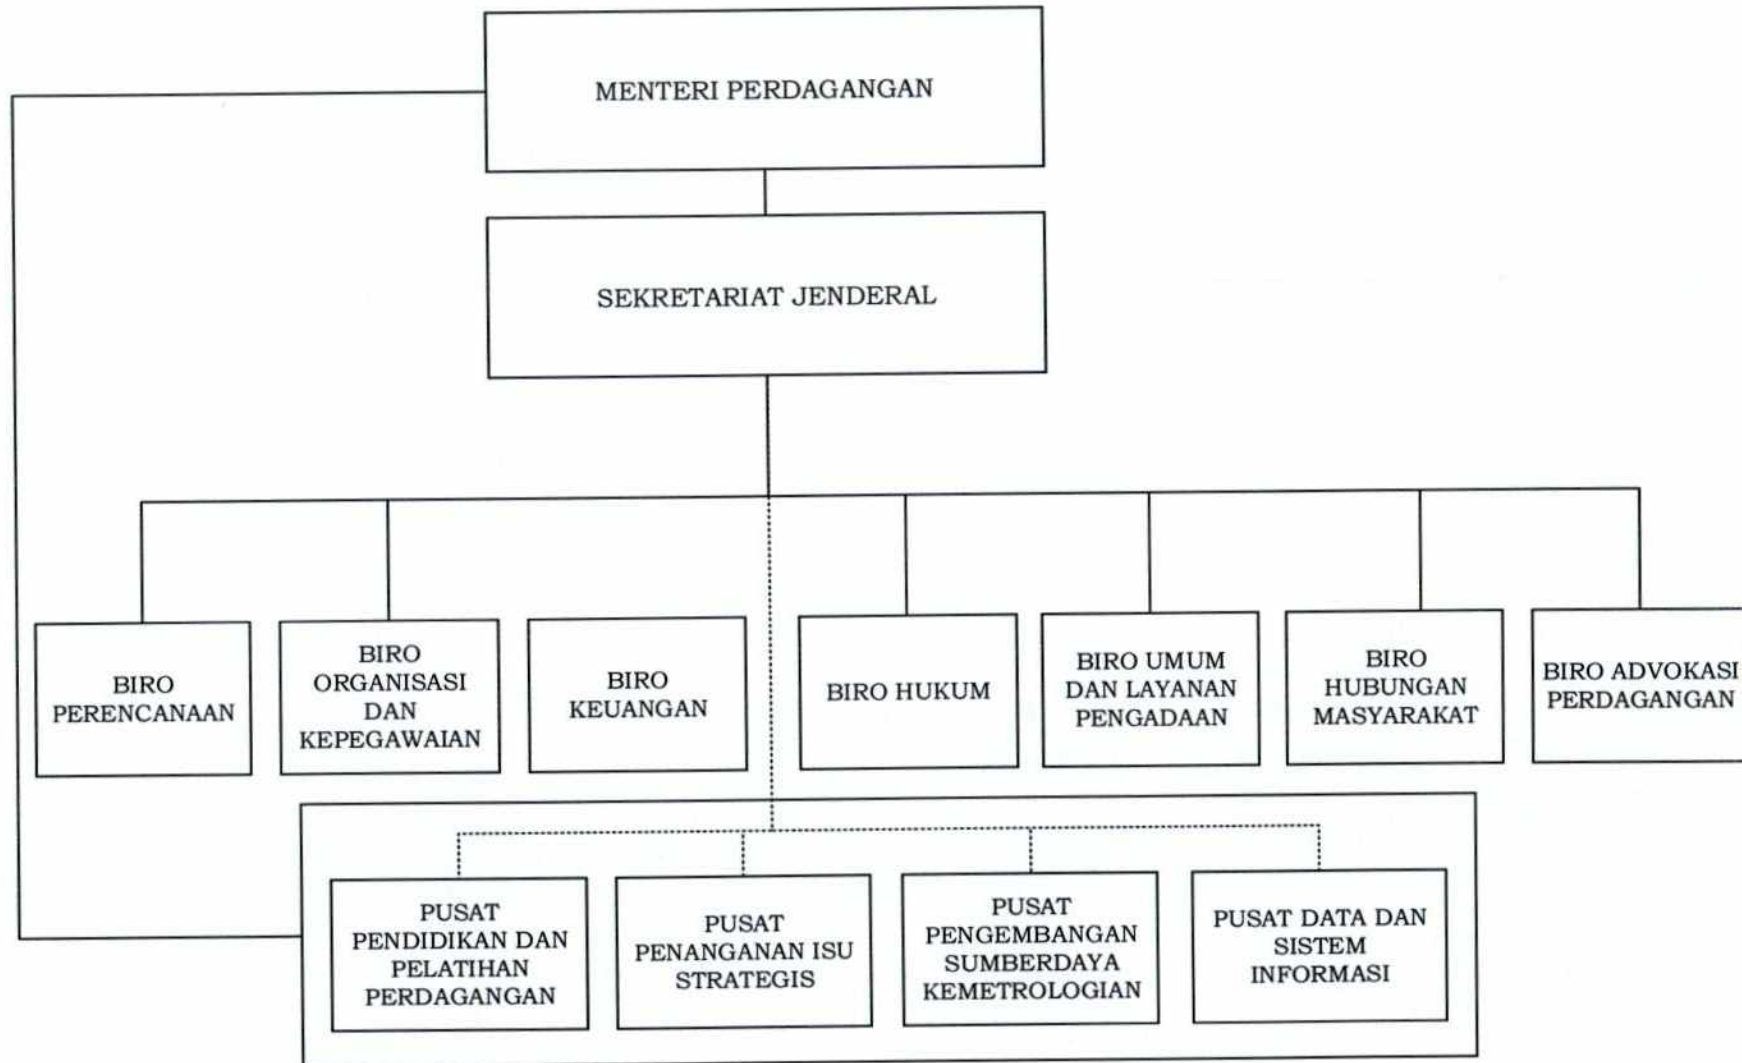 MENTERI PERDAGANGAN
SEKRETARIAT JENDERAL
BIRO
PERENCANAAN
BIRO
ORGANISASI
DAN
KEPEGAWAIAN
BIRO
KEUANGAN
BIRO HUKUM
BIRO UMUM
DAN LAYANAN
PENGADAAN
BIRO
HUBUNGAN
MASYARAKAT
BIRO ADVOKASI
PERDAGANGAN
PUSAT
PENDIDIKAN DAN
PELATIHAN
PERDAGANGAN
PUSAT
PENANGANAN ISU
STRATEGIS
PUSAT
PENGEMBANGAN
SUMBERDAYA
KEMETROLOGIAN
PUSAT DATA DAN
SISTEM
INFORMASI